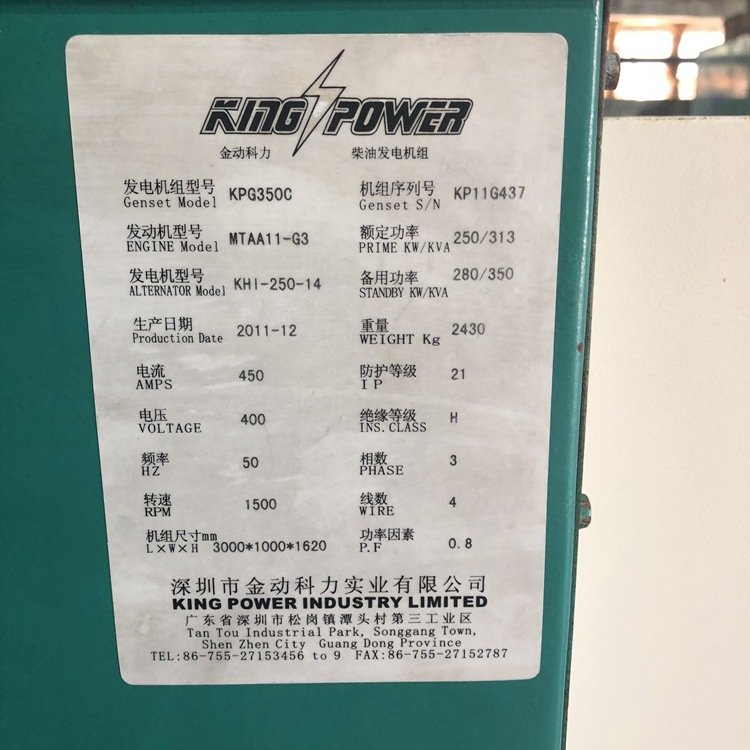 KING POWER
金动科力 柴油发电机组
发电机组型号 KPG350C 机组序列号 KP11G437
Genset Model Genset S/N
发动机型号 MTAA11-G3 额定功率 250/313
ENGINE Model PRIME KW/KVA
发电机型号 KHI-250-14 备用功率 280/350
ALTERNATOR Model STANDBY KW/KVA
生产日期 2011-12 重量 2430
Production Date WEIGHT Kg
电流 450 防护等级 21
AMPS IP
电压 400 绝缘等级 H
VOLTAGE INS.CLASS
频率 50 相数 3
HZ PHASE
转速 1500 线数 4
RPM WIRE
机组尺寸mm 3000*1000*1620 功率因素 0.8
L×W×H P.F
深圳市金动科力实业有限公司
KING POWER INDUSTRY LIMITED
广东省深圳市松岗镇潭头村第三工业区
Tan Tou Industrial Park, Songgang Town,
Shen Zhen City Guang Dong Province
TEL:86-755-27153456 to 9 FAX:86-755-27152787